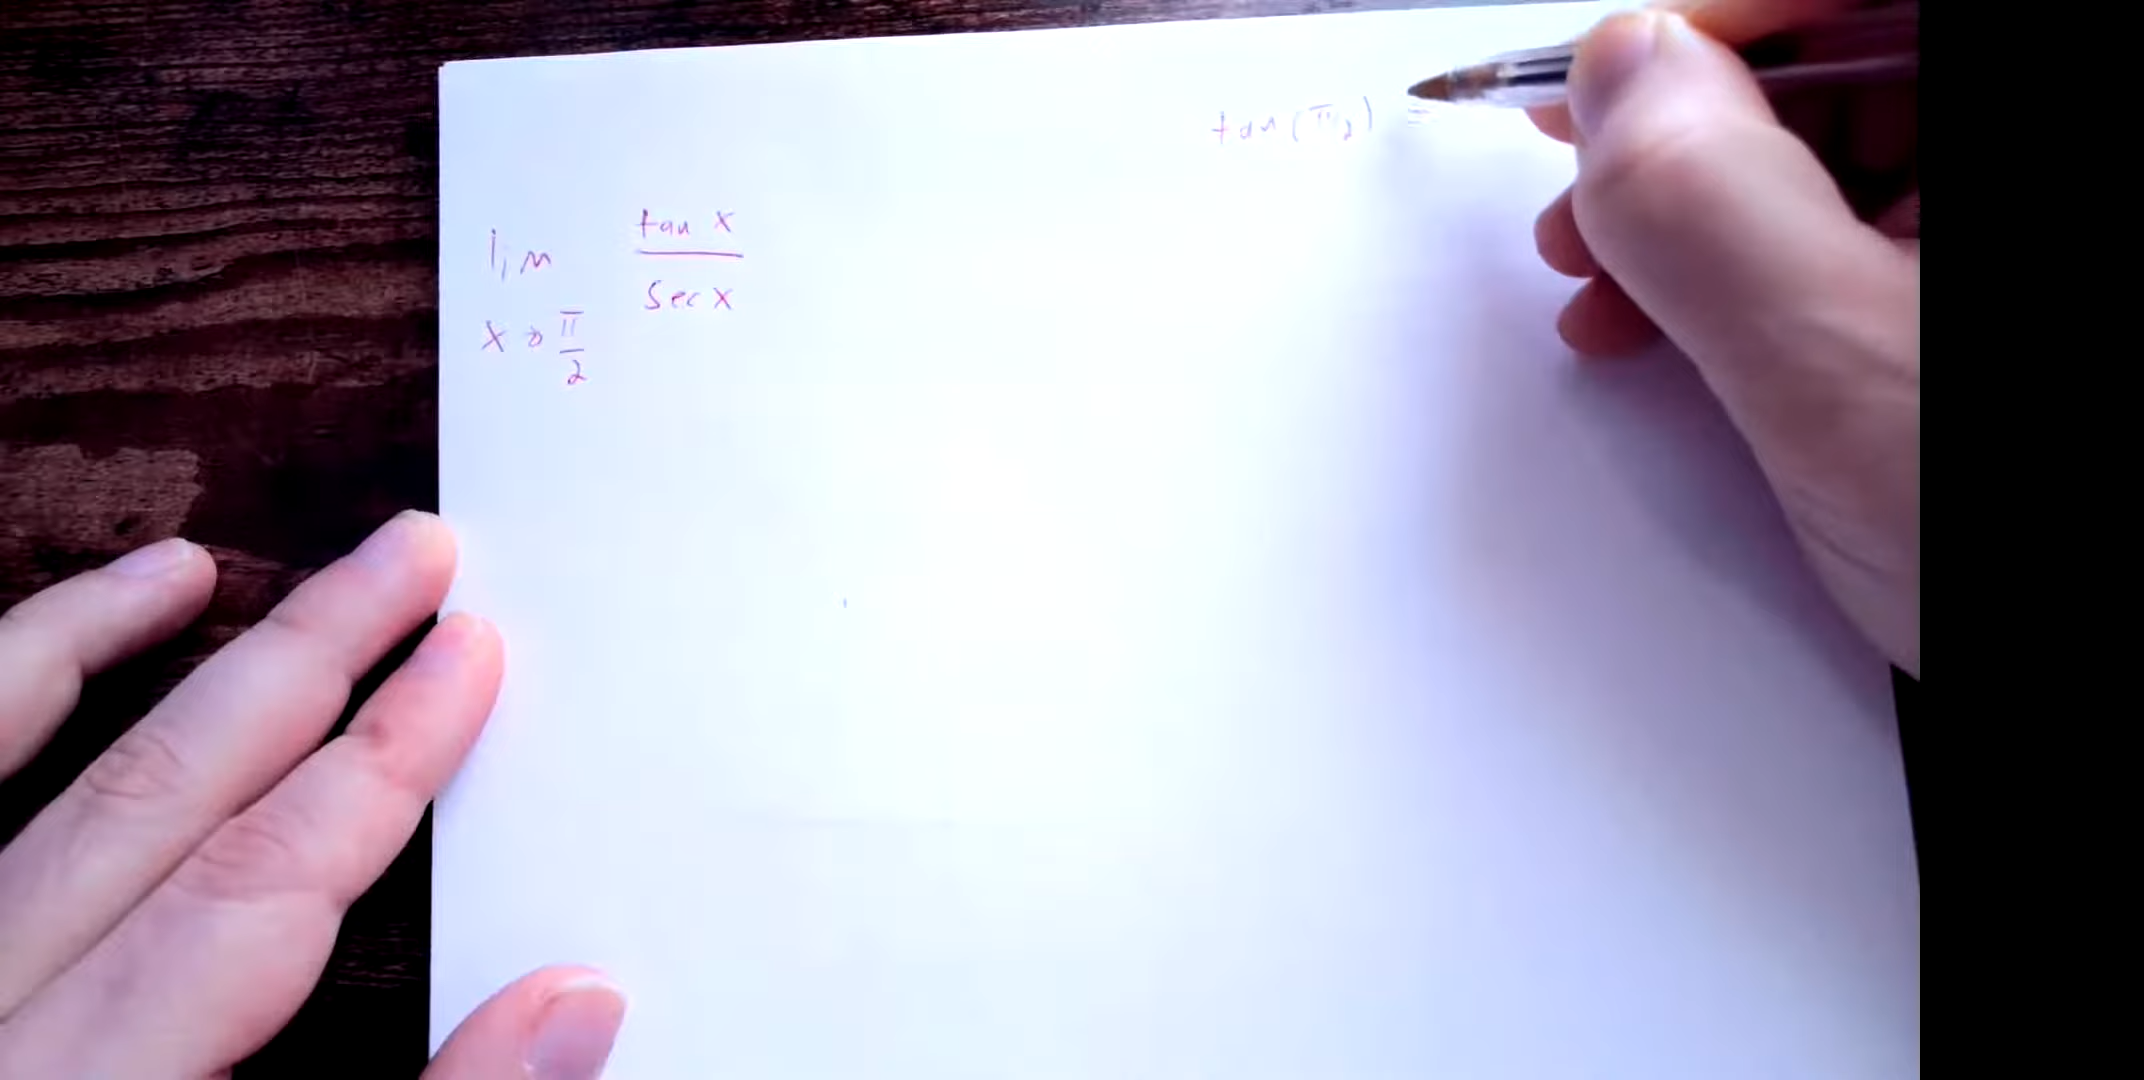 tan(π/2) =
lim tan x / sec x
x → π/2